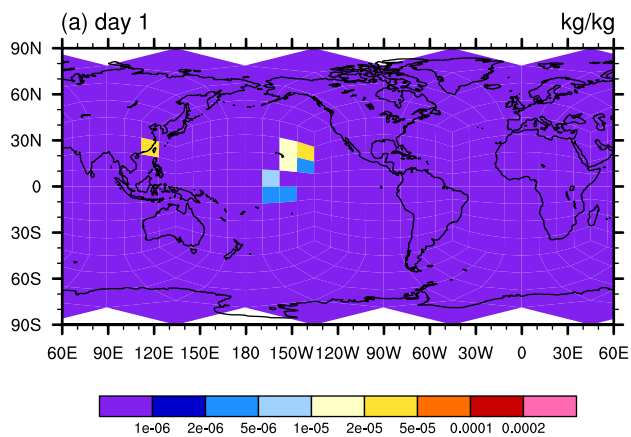 (a) day 1 kg/kg
90N
60N
30N
0
30S
60S
90S
60E 90E 120E 150E 180 150W 120W 90W 60W 30W 0 30E 60E
1e-06 2e-06 5e-06 1e-05 2e-05 5e-05 0.0001 0.0002